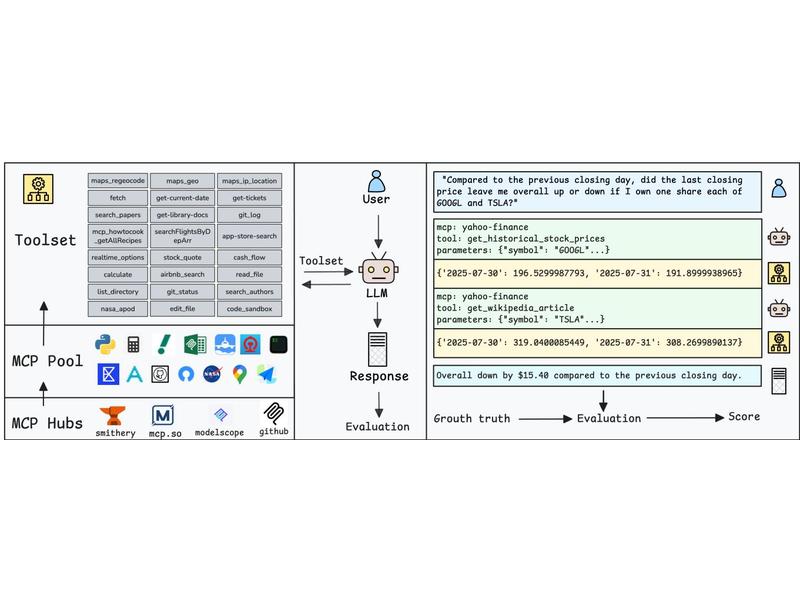 maps_regeocode
maps_geo
maps_ip_location
fetch
get-current-date
get-tickets
search_papers
get-library-docs
git_log
mcp_howtocook
_getAllRecipes
searchFlightsByD
epArr
app-store-search
realtime_options
stock_quote
cash_flow
calculate
airbnb_search
read_file
list_directory
git_status
search_authors
nasa_apod
edit_file
code_sandbox
Toolset
MCP Pool
NASA
MCP Hubs
smithery
mcp.so
modelscope
github
User
Toolset
LLM
Response
Evaluation
"Compared to the previous closing day, did the last closing
price leave me overall up or down if I own one share each of
GOOGL and TSLA?"
mcp: yahoo-finance
tool: get_historical_stock_prices
parameters: {"symbol": "GOOGL"...}
{'2025-07-30': 196.5299987793, '2025-07-31': 191.8999938965}
mcp: yahoo-finance
tool: get_wikipedia_article
parameters: {"symbol": "TSLA"...}
{'2025-07-30': 319.0400085449, '2025-07-31': 308.2699890137}
Overall down by $15.40 compared to the previous closing day.
Grouth truth
Evaluation
Score